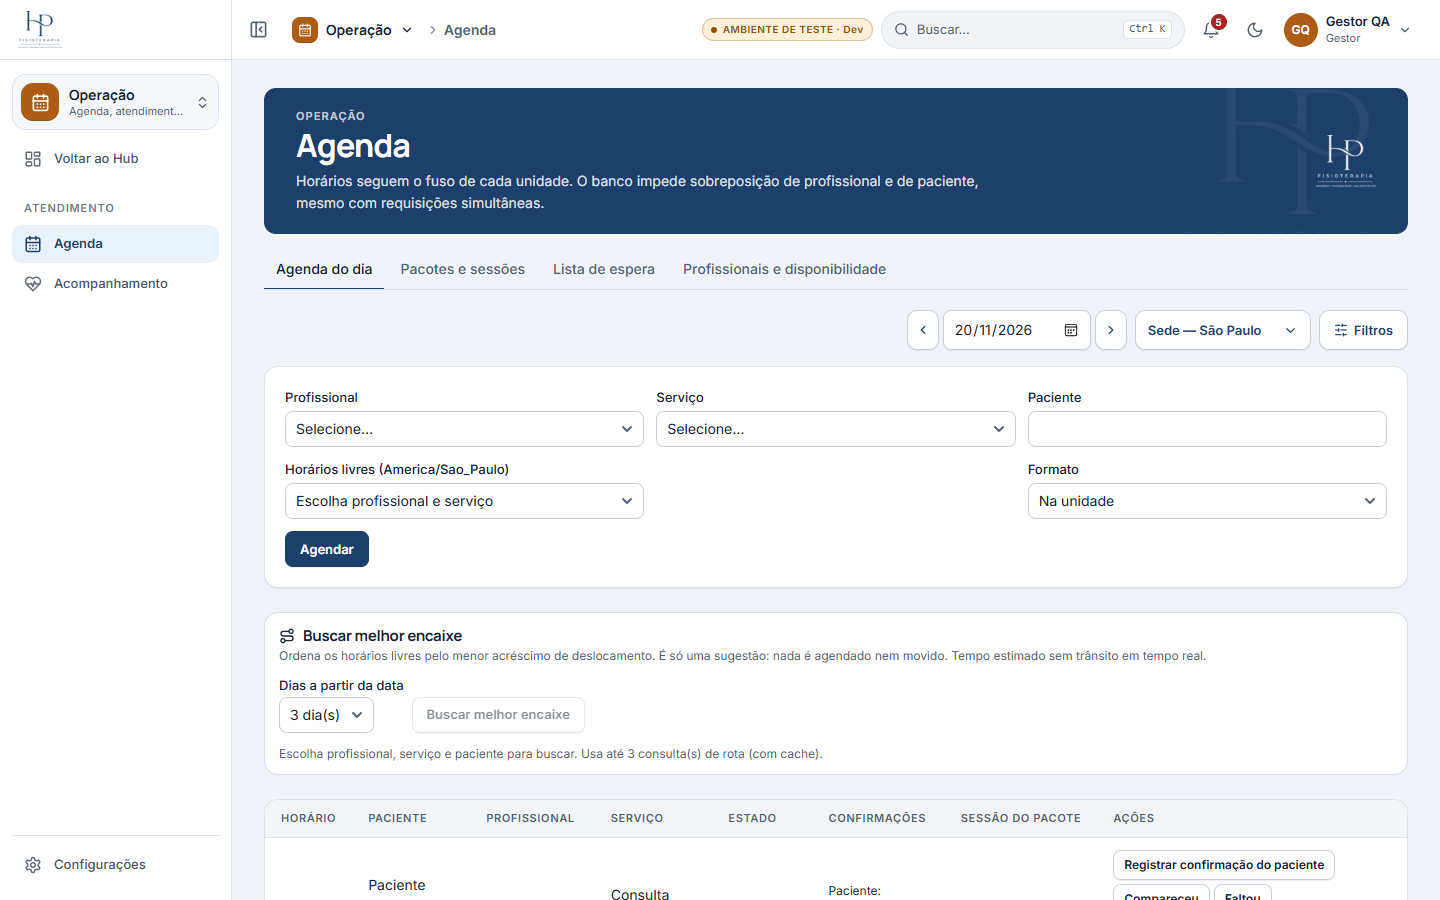 HP
FISIOTERAPIA
Operação
Agenda
AMBIENTE DE TESTE · Dev
Buscar...
Ctrl K
5
GQ
Gestor QA
Gestor
Operação
Agenda, atendiment...
Voltar ao Hub
ATENDIMENTO
Agenda
Acompanhamento
Configurações
OPERAÇÃO
Agenda
Horários seguem o fuso de cada unidade. O banco impede sobreposição de profissional e de paciente,
mesmo com requisições simultâneas.
HP
FISIOTERAPIA
Agenda do dia
Pacotes e sessões
Lista de espera
Profissionais e disponibilidade
20/11/2026
Sede — São Paulo
Filtros
Profissional
Serviço
Paciente
Selecione...
Selecione...
Horários livres (America/Sao_Paulo)
Formato
Escolha profissional e serviço
Na unidade
Agendar
Buscar melhor encaixe
Ordena os horários livres pelo menor acréscimo de deslocamento. É só uma sugestão: nada é agendado nem movido. Tempo estimado sem trânsito em tempo real.
Dias a partir da data
3 dia(s)
Buscar melhor encaixe
Escolha profissional, serviço e paciente para buscar. Usa até 3 consulta(s) de rota (com cache).
HORÁRIO
PACIENTE
PROFISSIONAL
SERVIÇO
ESTADO
CONFIRMAÇÕES
SESSÃO DO PACOTE
AÇÕES
Registrar confirmação do paciente
Paciente
Consulta
Paciente:
Compareceu
Faltou